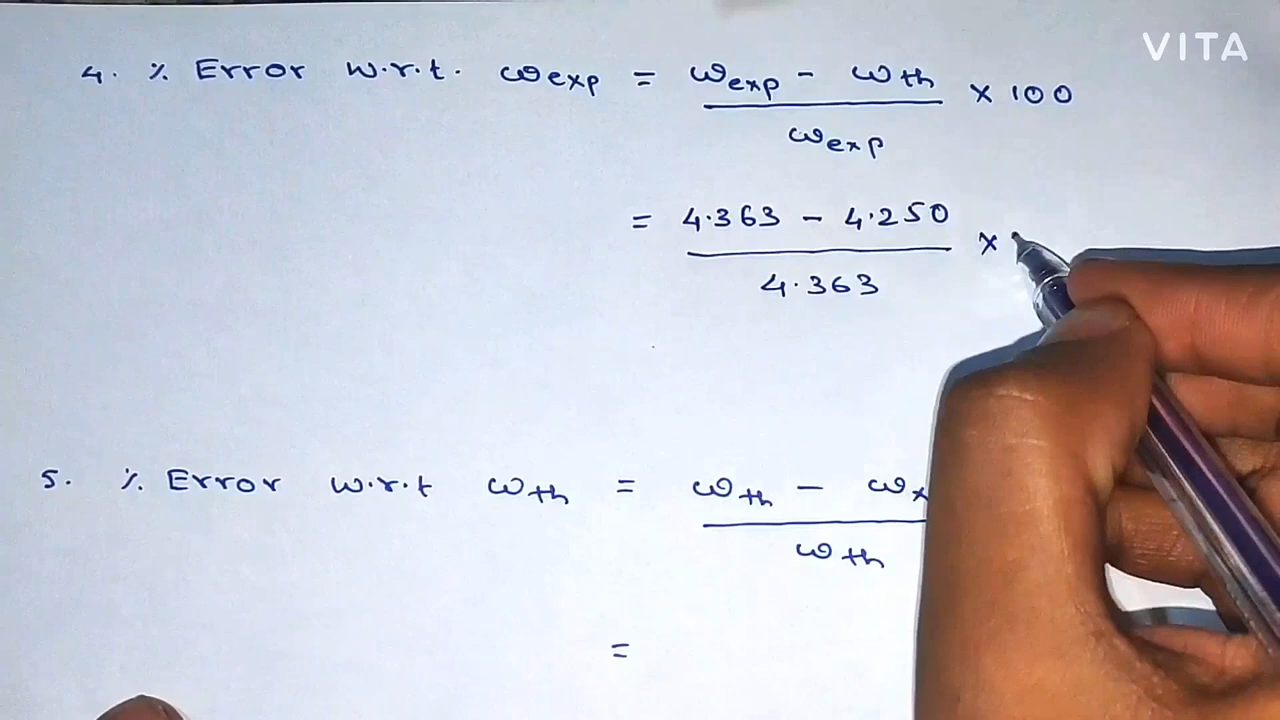 VITA
4. % Error w.r.t. ωexp = ωexp - ωth × 100
ωexp
= 4.363 - 4.250 ×
4.363
5. % Error w.r.t ωth = ωth -
ωth
=